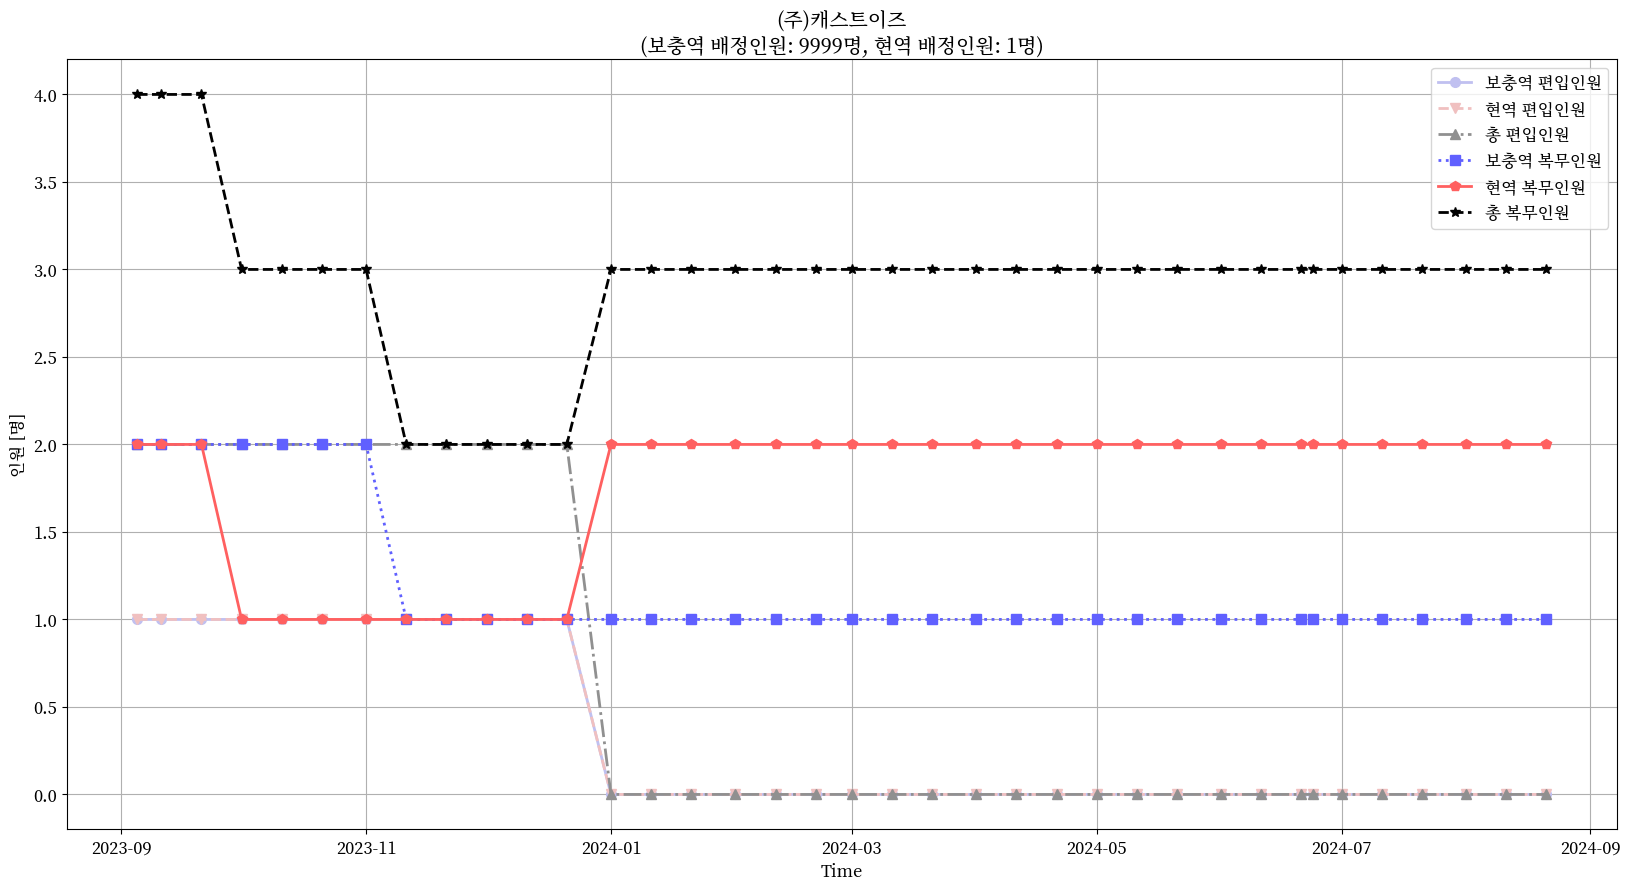 (주)캐스트이즈
(보충역 배정인원: 9999명, 현역 배정인원: 1명)
보충역 편입인원
현역 편입인원
총 편입인원
보충역 복무인원
현역 복무인원
총 복무인원
인원 [명]
4.0
3.5
3.0
2.5
2.0
1.5
1.0
0.5
0.0
2023-09
2023-11
2024-01
2024-03
2024-05
2024-07
2024-09
Time